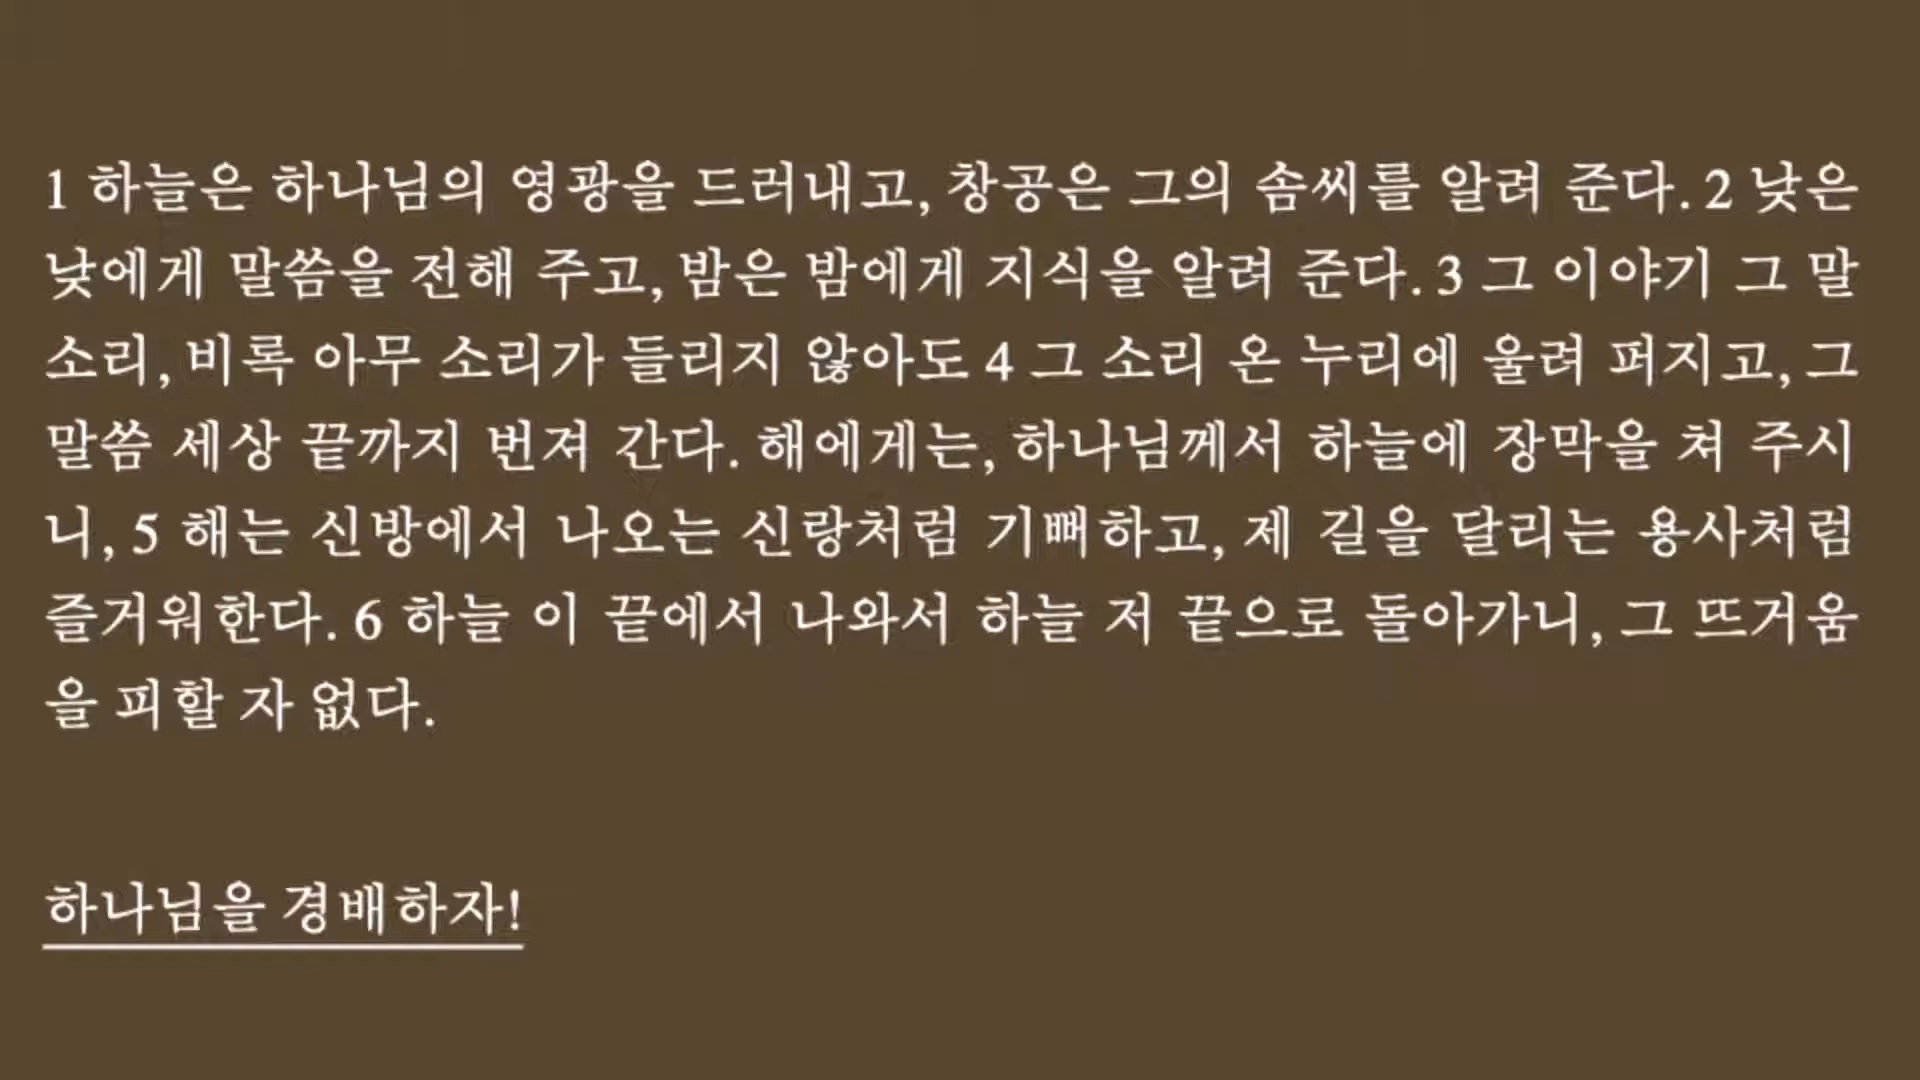 1 하늘은 하나님의 영광을 드러내고, 창공은 그의 솜씨를 알려 준다. 2 낮은
낮에게 말씀을 전해 주고, 밤은 밤에게 지식을 알려 준다. 3 그 이야기 그 말
소리, 비록 아무 소리가 들리지 않아도 4 그 소리 온 누리에 울려 퍼지고, 그
말씀 세상 끝까지 번져 간다. 해에게는, 하나님께서 하늘에 장막을 쳐 주시
니, 5 해는 신방에서 나오는 신랑처럼 기뻐하고, 제 길을 달리는 용사처럼
즐거워한다. 6 하늘 이 끝에서 나와서 하늘 저 끝으로 돌아가니, 그 뜨거움
을 피할 자 없다.
하나님을 경배하자!